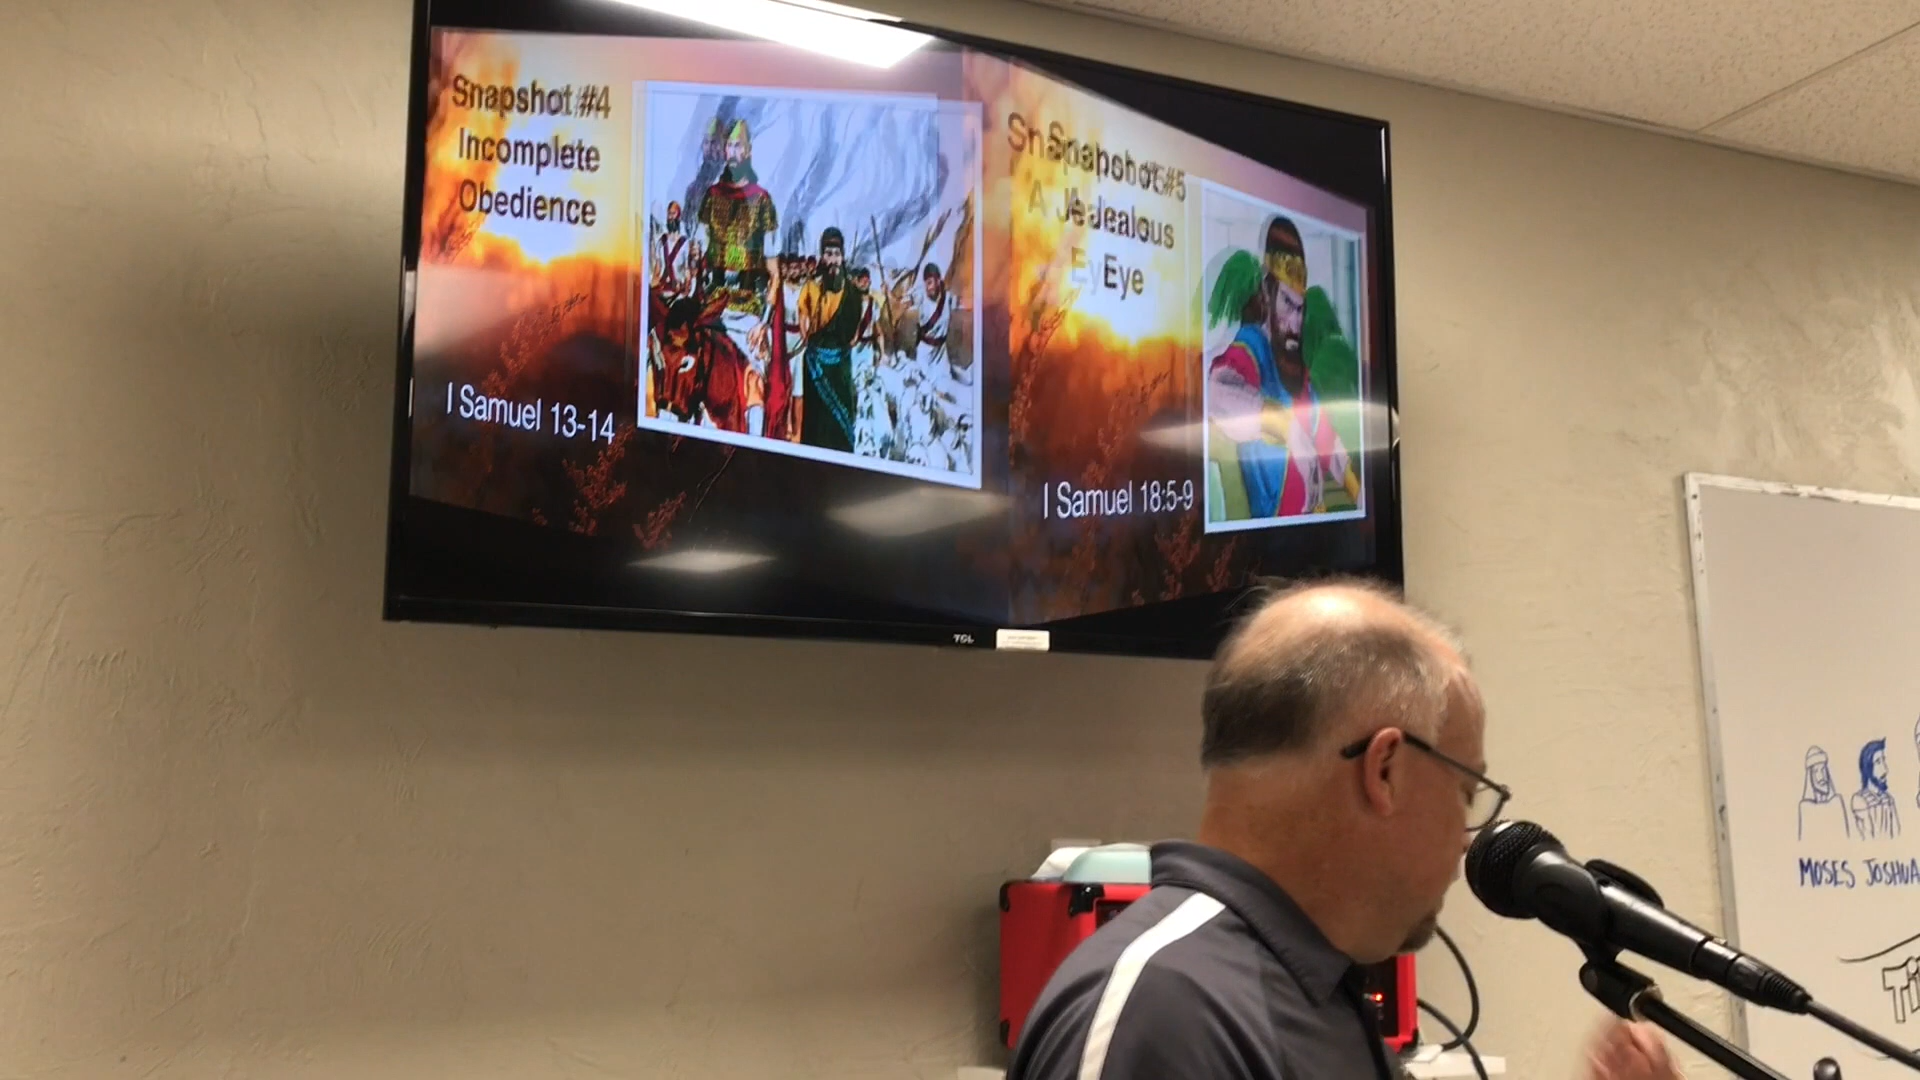 Snapshot #4
Incomplete
Obedience
I Samuel 13-14
Snapshot #5
A Jealous
Eye
I Samuel 18:5-9
TCL
MOSES JOSHUA